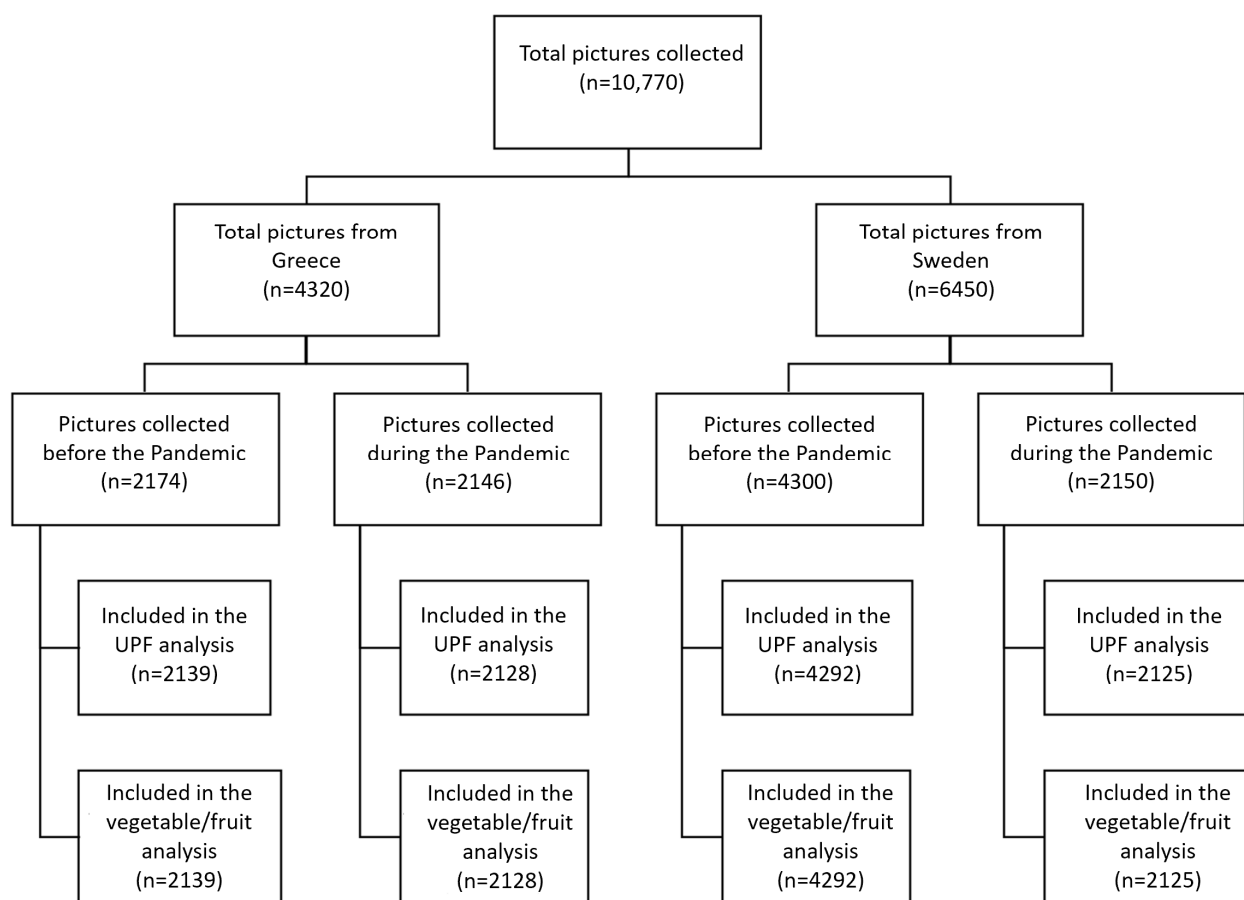 Total pictures collected
(n=10,770)
Total pictures from
Greece
(n=4320)
Total pictures from
Sweden
(n=6450)
Pictures collected
before the Pandemic
(n=2174)
Pictures collected
during the Pandemic
(n=2146)
Pictures collected
before the Pandemic
(n=4300)
Pictures collected
during the Pandemic
(n=2150)
Included in the
UPF analysis
(n=2139)
Included in the
UPF analysis
(n=2128)
Included in the
UPF analysis
(n=4292)
Included in the
UPF analysis
(n=2125)
Included in the
vegetable/fruit
analysis
(n=2139)
Included in the
vegetable/fruit
analysis
(n=2128)
Included in the
vegetable/fruit
analysis
(n=4292)
Included in the
vegetable/fruit
analysis
(n=2125)